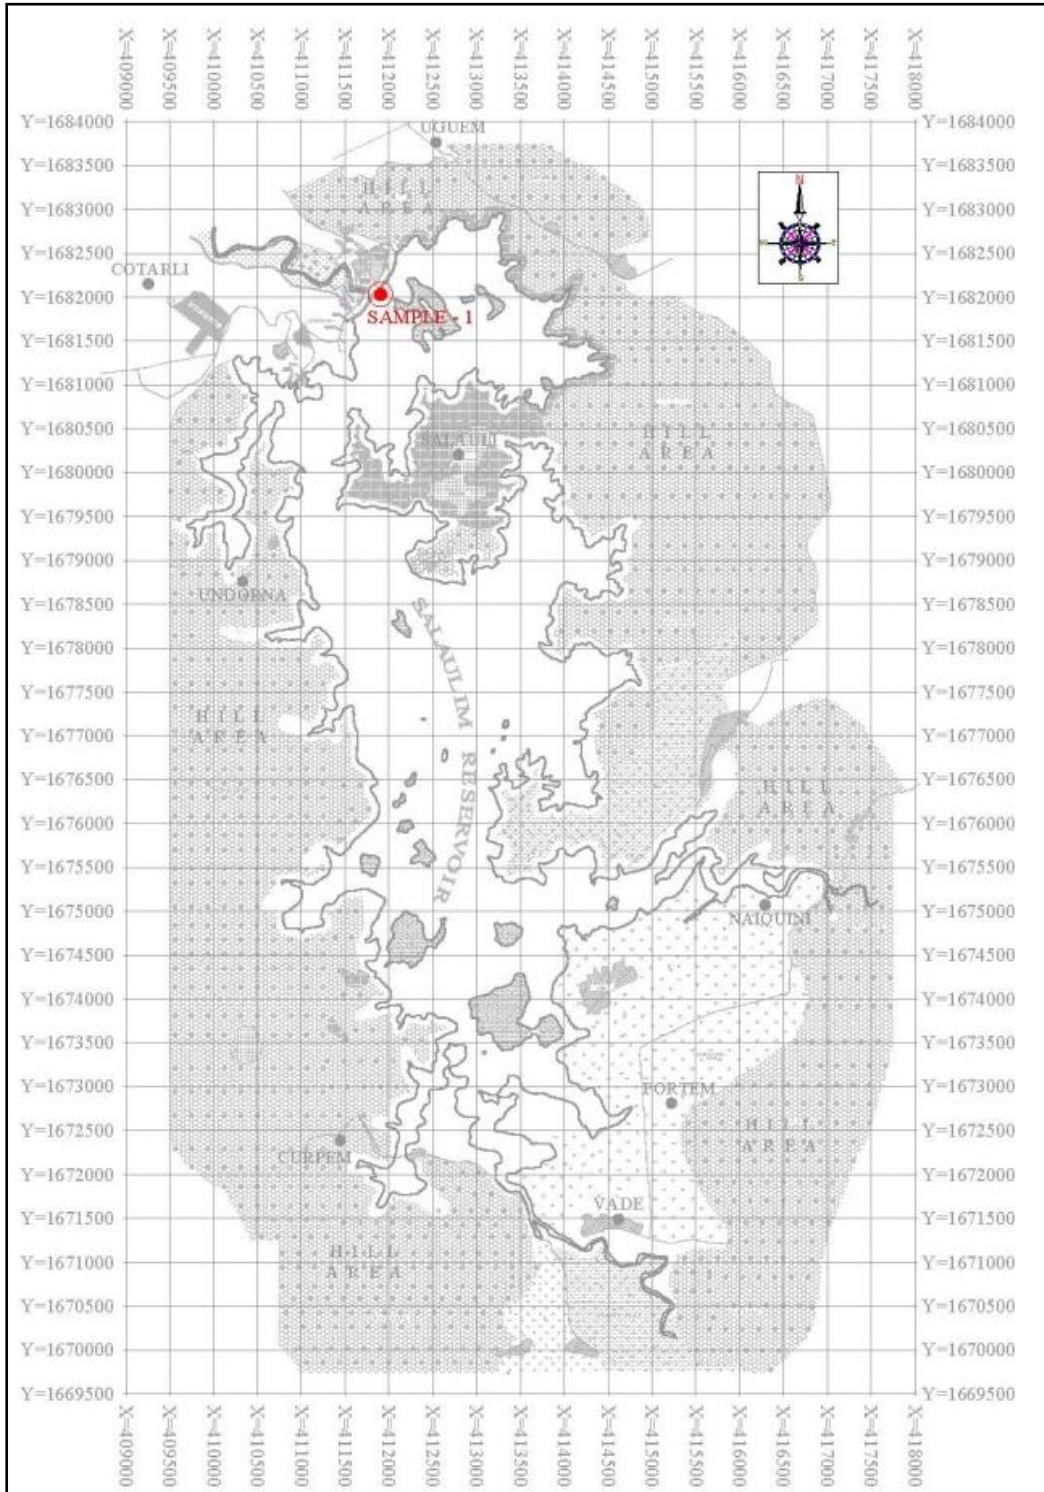 X=409000
X=409500
X=410000
X=410500
X=411000
X=411500
X=412000
X=412500
X=413000
X=413500
X=414000
X=414500
X=415000
X=415500
X=416000
X=416500
X=417000
X=417500
X=418000
Y=1684000 Y=1684000
UGUEM
Y=1683500 Y=1683500
HILL
AREA
N
Y=1683000 Y=1683000
Y=1682500 Y=1682500
S
COTARLI
Y=1682000 Y=1682000
SAMPLE - 1
Y=1681500 Y=1681500
Y=1681000 Y=1681000
Y=1680500 Y=1680500
SALAULI
HILL
AREA
Y=1680000 Y=1680000
Y=1679500 Y=1679500
Y=1679000 Y=1679000
UNDORNA
Y=1678500 Y=1678500
SALAULIM RESERVOIR
Y=1678000 Y=1678000
Y=1677500 Y=1677500
HILL
AREA
Y=1677000 Y=1677000
Y=1676500 Y=1676500
HILL
AREA
Y=1676000 Y=1676000
Y=1675500 Y=1675500
Y=1675000 Y=1675000
NAIQUINI
Y=1674500 Y=1674500
Y=1674000 Y=1674000
Y=1673500 Y=1673500
Y=1673000 Y=1673000
PORTEM
Y=1672500 Y=1672500
HILL
AREA
CURPEM
Y=1672000 Y=1672000
VADE
Y=1671500 Y=1671500
HILL
AREA
Y=1671000 Y=1671000
Y=1670500 Y=1670500
Y=1670000 Y=1670000
Y=1669500 Y=1669500
X=409000
X=409500
X=410000
X=410500
X=411000
X=411500
X=412000
X=412500
X=413000
X=413500
X=414000
X=414500
X=415000
X=415500
X=416000
X=416500
X=417000
X=417500
X=418000